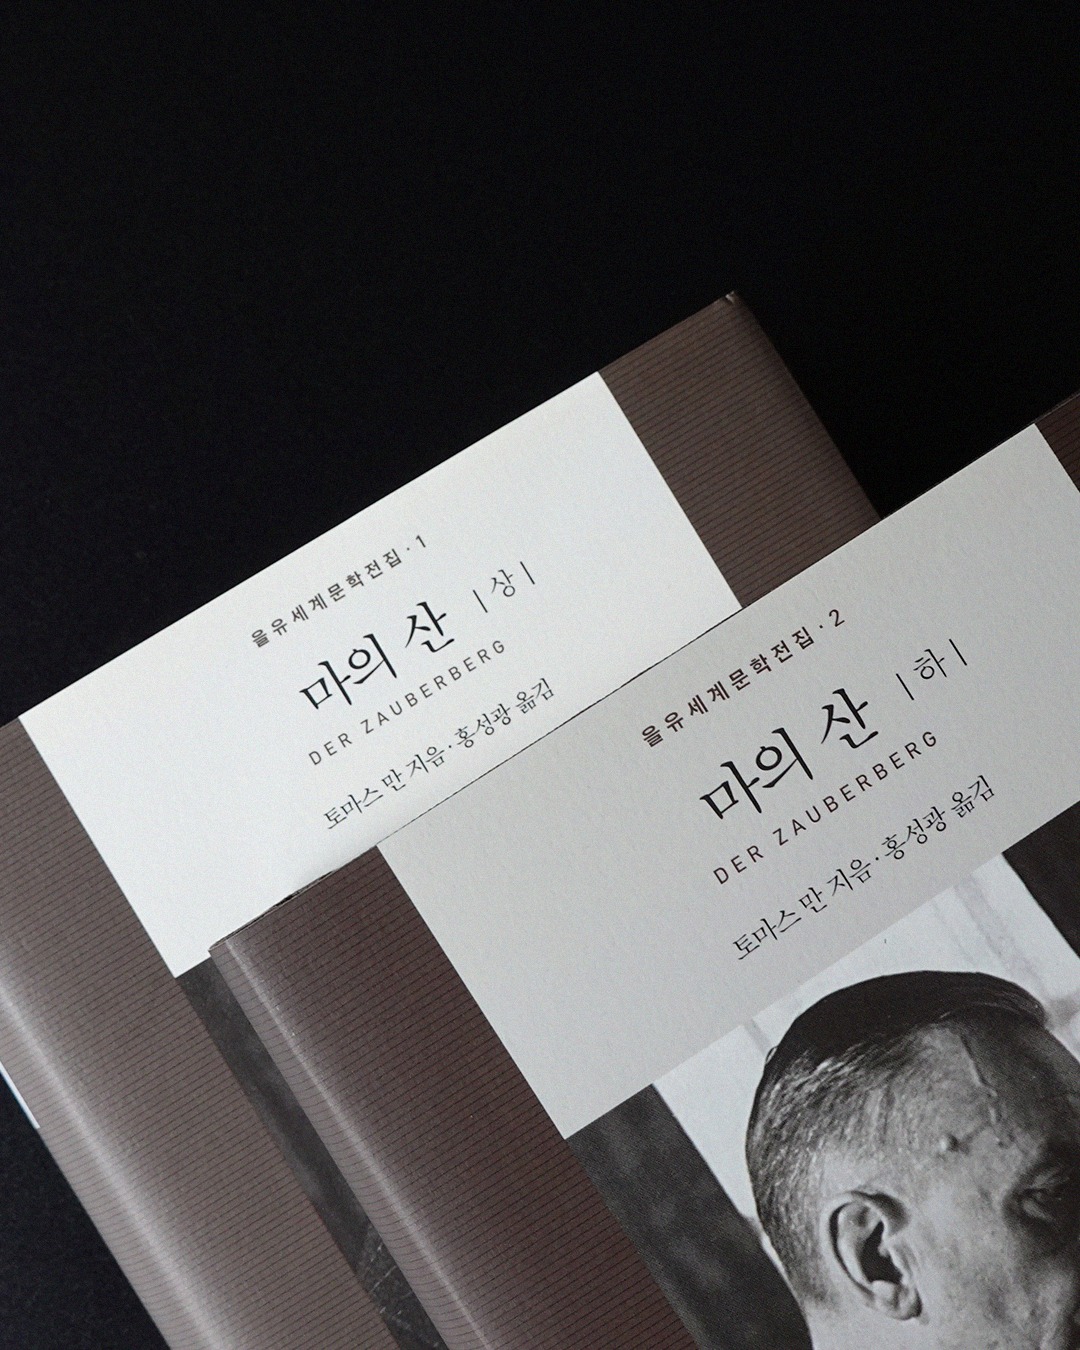 을유세계문학전집·1
마의 산 |상|
DER ZAUBERBERG
토마스 만 지음·홍성광 옮김
을유세계문학전집·2
마의 산 |하|
DER ZAUBERBERG
토마스 만 지음·홍성광 옮김